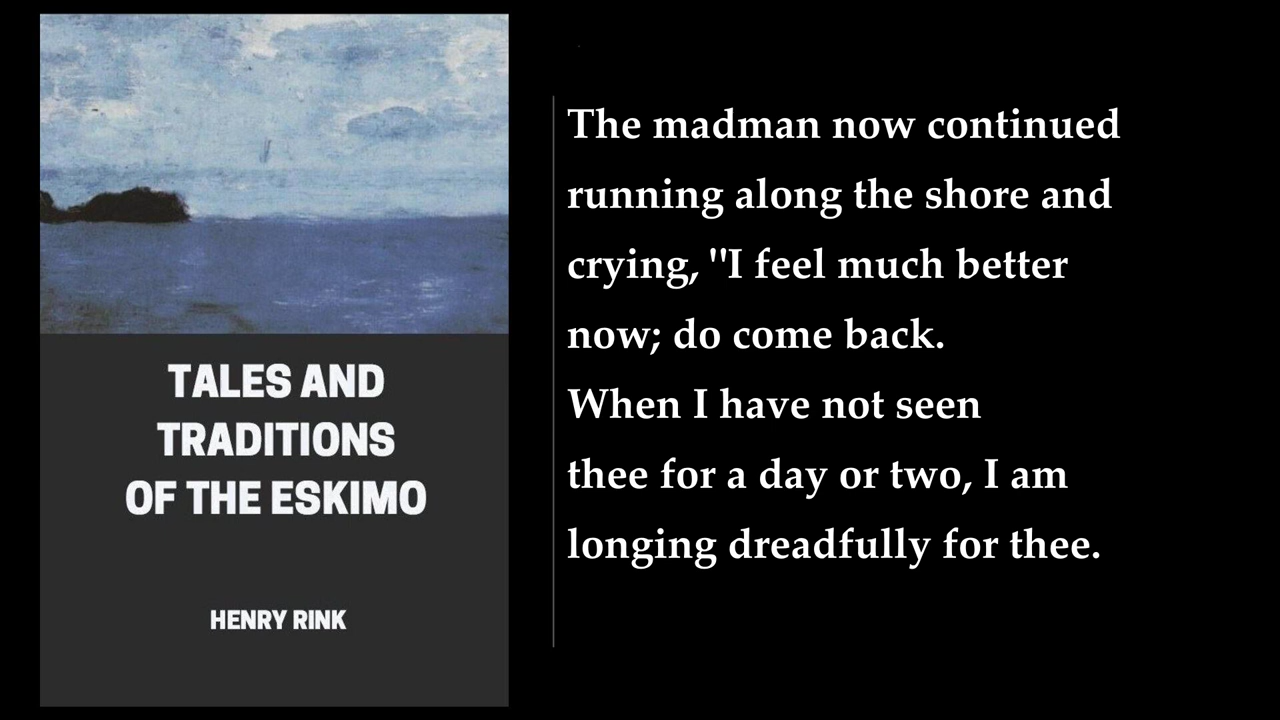 TALES AND
TRADITIONS
OF THE ESKIMO
HENRY RINK
The madman now continued
running along the shore and
crying, "I feel much better
now; do come back.
When I have not seen
thee for a day or two, I am
longing dreadfully for thee.